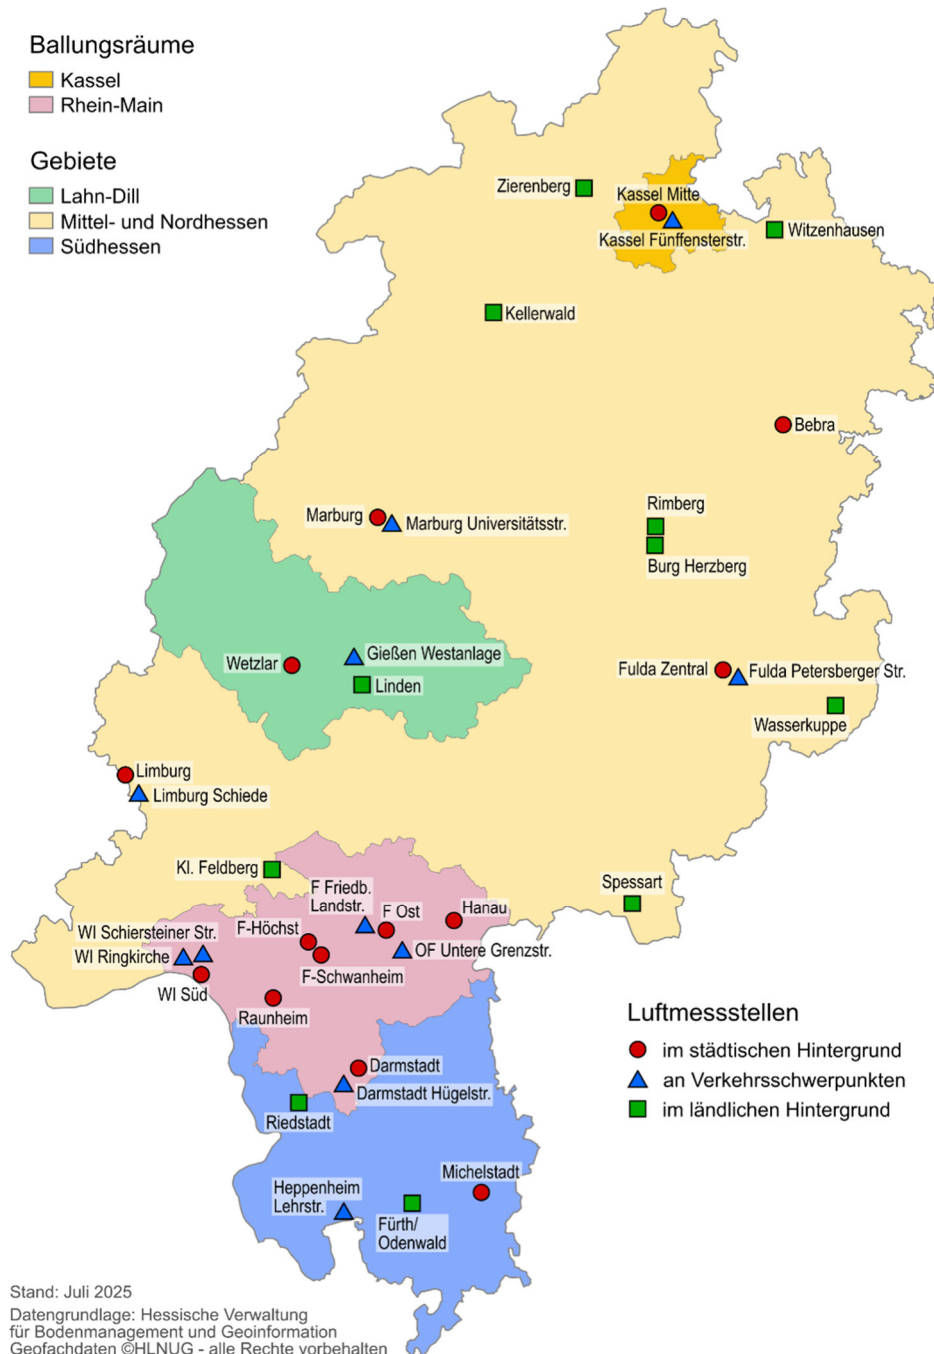 Ballungsräume
Kassel
Rhein-Main
Gebiete
Lahn-Dill
Mittel- und Nordhessen
Südhessen
Zierenberg
Kassel Mitte
Kassel Fünffensterstr.
Witzenhausen
Kellerwald
Bebra
Marburg
Marburg Universitätsstr.
Rimberg
Burg Herzberg
Wetzlar
Gießen Westanlage
Linden
Fulda Zentral
Fulda Petersberger Str.
Wasserkuppe
Limburg
Limburg Schiede
Kl. Feldberg
Spessart
F Friedb.
Landstr.
F Ost
Hanau
F-Höchst
WI Schiersteiner Str.
WI Ringkirche
OF Untere Grenzstr.
F-Schwanheim
WI Süd
Raunheim
Luftmessstellen
im städtischen Hintergrund
an Verkehrsschwerpunkten
im ländlichen Hintergrund
Darmstadt
Darmstadt Hügelstr.
Riedstadt
Michelstadt
Heppenheim
Lehrstr.
Fürth/
Odenwald
Stand: Juli 2025
Datengrundlage: Hessische Verwaltung
für Bodenmanagement und Geoinformation
Geofachdaten ©HLNUG - alle Rechte vorbehalten